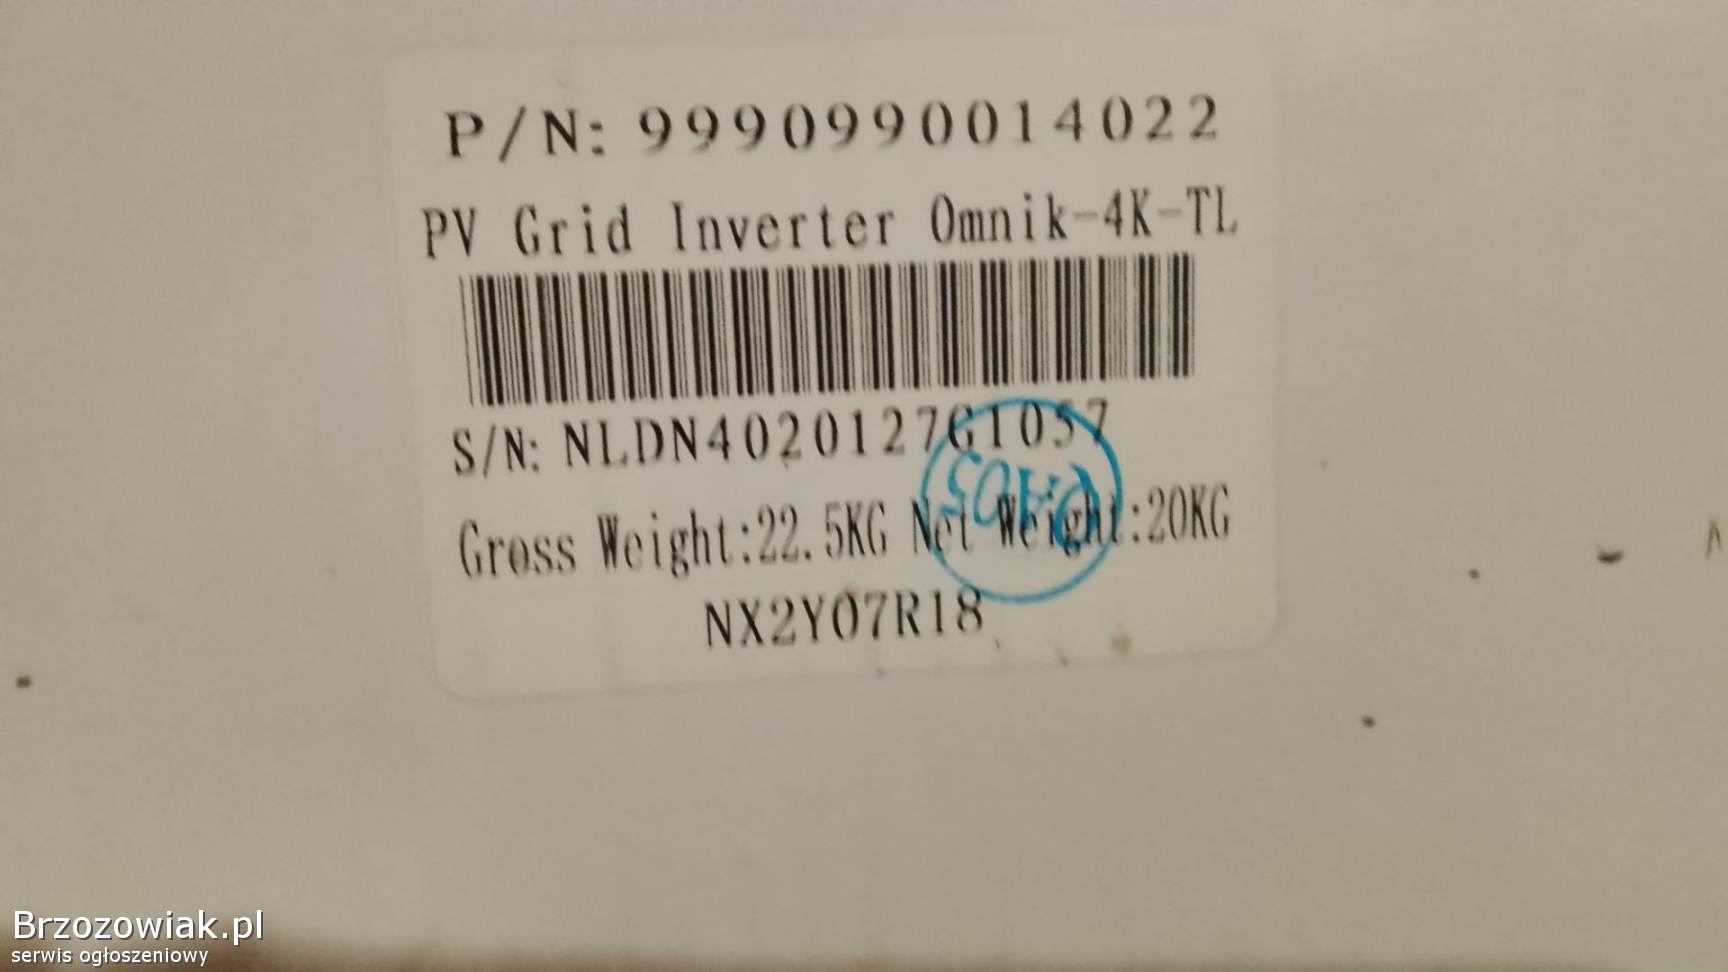 P/N: 9990990014022
PV Grid Inverter Omnik-4K-TL
S/N: NLDN4020127G1057
Gross Weight:22.5KG Net Weight:20KG
NX2Y07R18
Brzozowiak.pl
serwis ogłoszeniowy